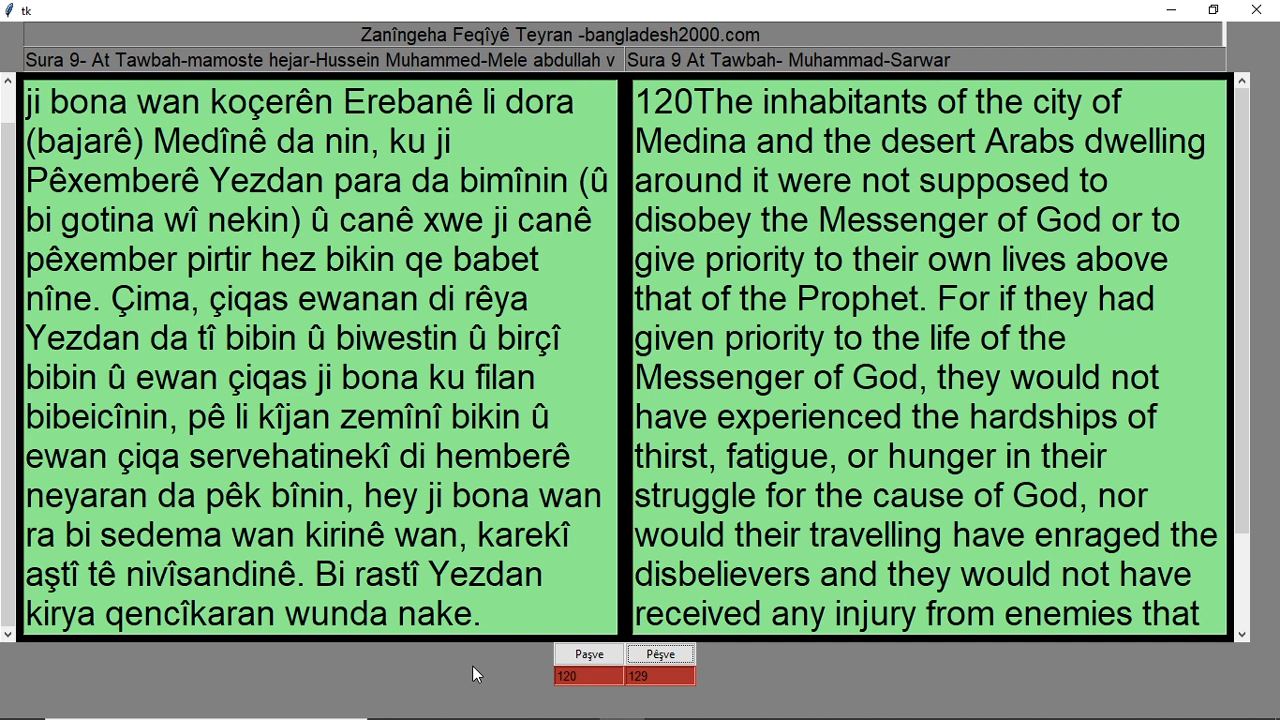 tk
Zanîngeha Feqîyê Teyran -bangladesh2000.com
Sura 9- At Tawbah-mamoste hejar-Hussein Muhammed-Mele abdullah v
Sura 9 At Tawbah- Muhammad-Sarwar
ji bona wan koçerên Erebanê li dora
(bajarê) Medînê da nin, ku ji
Pêxemberê Yezdan para da bimînin (û
bi gotina wî nekin) û canê xwe ji canê
pêxember pirtir hez bikin qe babet
nîne. Çima, çiqas ewanan di rêya
Yezdan da tî bibin û biwestin û birçî
bibin û ewan çiqas ji bona ku filan
bibeicînin, pê li kîjan zemînî bikin û
ewan çiqa servehatinekî di hemberê
neyaran da pêk bînin, hey ji bona wan
ra bi sedema wan kirinê wan, karekî
aştî tê nivîsandinê. Bi rastî Yezdan
kirya qencîkaran wunda nake.
120The inhabitants of the city of
Medina and the desert Arabs dwelling
around it were not supposed to
disobey the Messenger of God or to
give priority to their own lives above
that of the Prophet. For if they had
given priority to the life of the
Messenger of God, they would not
have experienced the hardships of
thirst, fatigue, or hunger in their
struggle for the cause of God, nor
would their travelling have enraged the
disbelievers and they would not have
received any injury from enemies that
Paşve
Pêşve
120
129